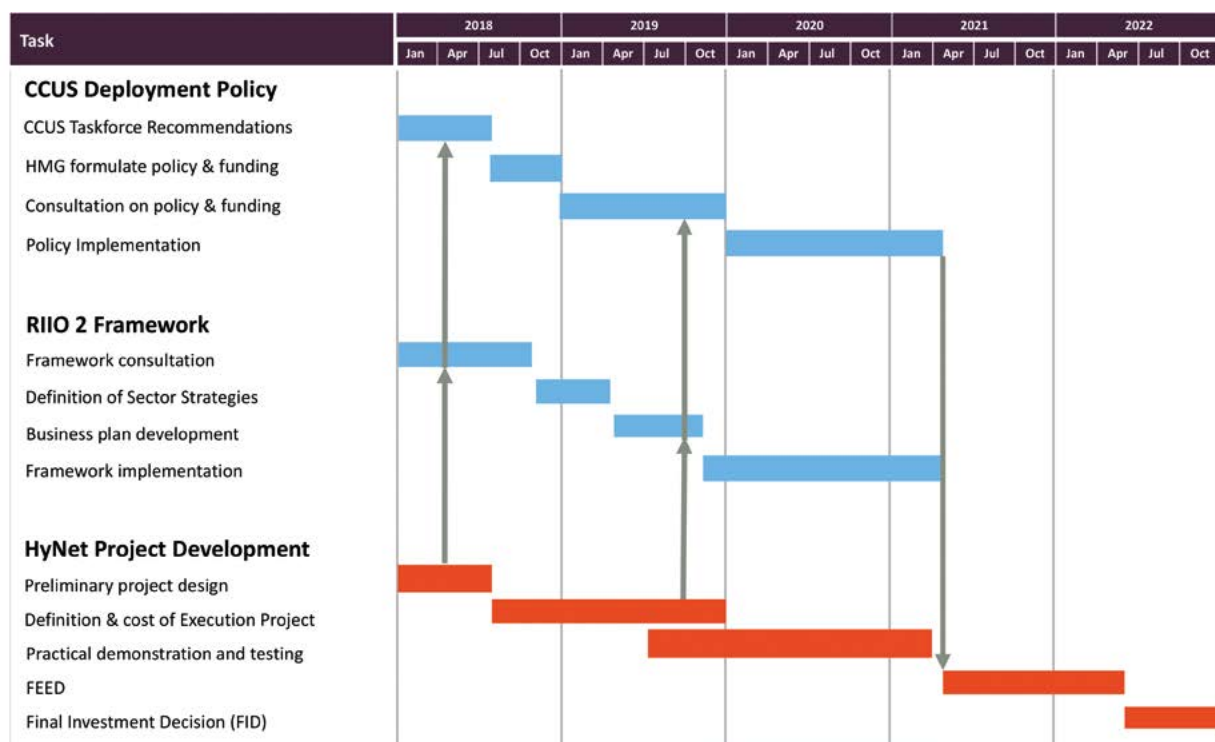 Task
2018 2019 2020 2021 2022
Jan Apr Jul Oct Jan Apr Jul Oct Jan Apr Jul Oct Jan Apr Jul Oct Jan Apr Jul Oct
CCUS Deployment Policy
CCUS Taskforce Recommendations
HMG formulate policy & funding
Consultation on policy & funding
Policy Implementation
RIIO 2 Framework
Framework consultation
Definition of Sector Strategies
Business plan development
Framework implementation
HyNet Project Development
Preliminary project design
Definition & cost of Execution Project
Practical demonstration and testing
FEED
Final Investment Decision (FID)